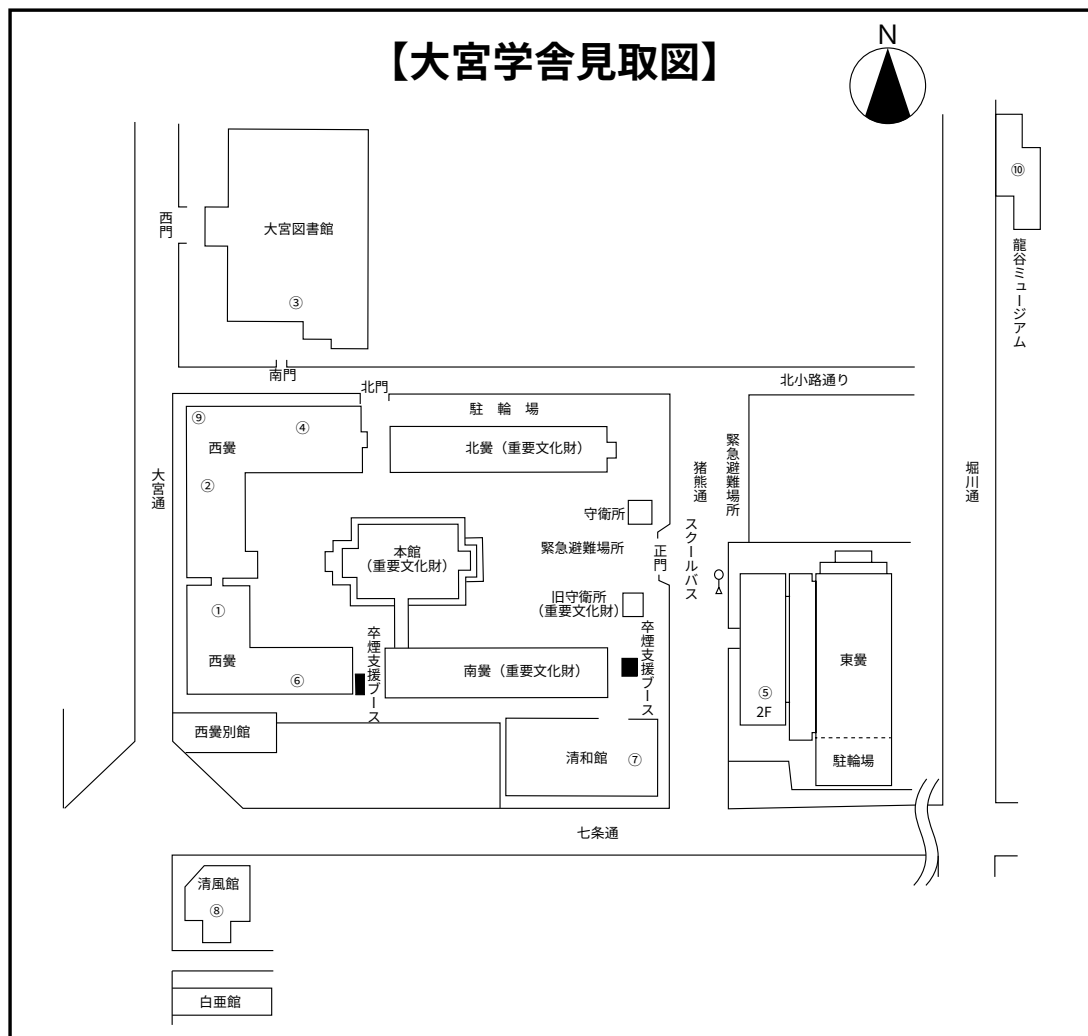 【大宮学舎見取図】
N
⑩
西門
大宮図書館
③
龍谷ミュージアム
南門
北門
北小路通り
駐 輪 場
⑨
④
西黌
北黌（重要文化財）
②
大宮通
猪熊通
緊急避難場所
堀川通
守衛所
スクールバス
本館
（重要文化財）
緊急避難場所
正門
旧守衛所
（重要文化財）
①
西黌
⑥
卒煙支援ブース
南黌（重要文化財）
卒煙支援ブース
東黌
⑤
2F
西黌別館
清和館
⑦
駐輪場
七条通
清風館
⑧
白亜館